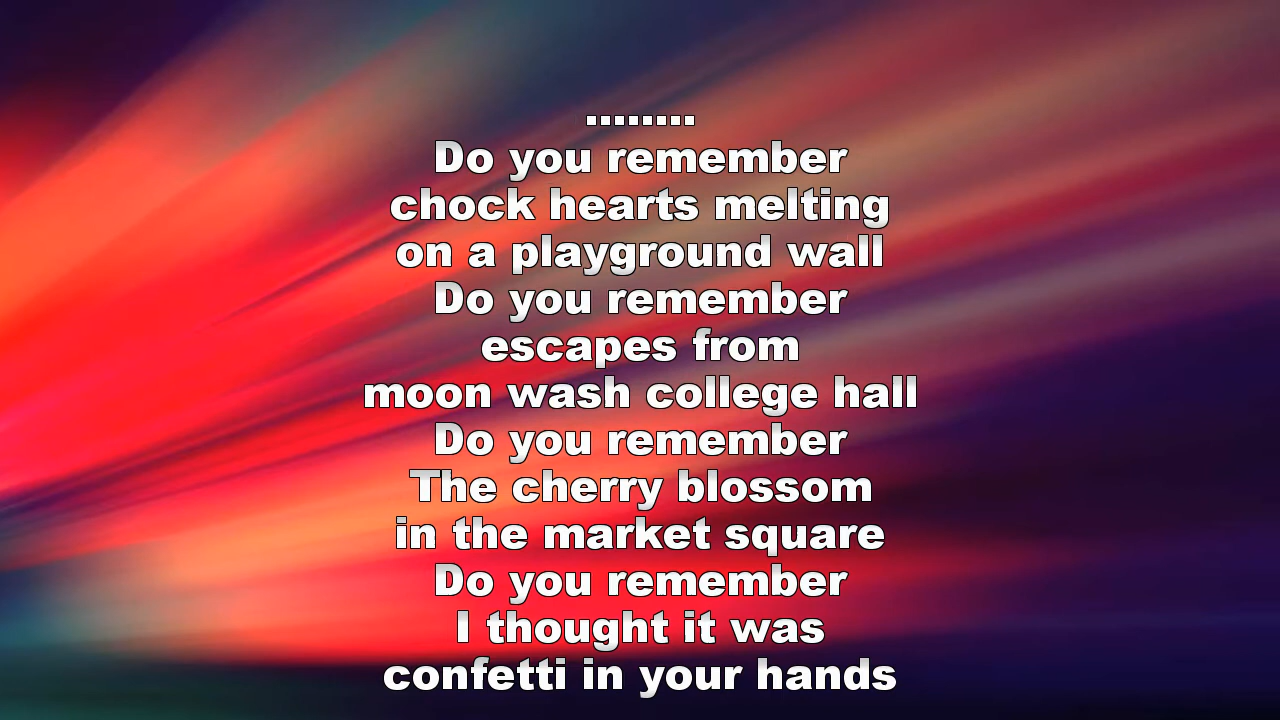 ........
Do you remember
chock hearts melting
on a playground wall
Do you remember
escapes from
moon wash college hall
Do you remember
The cherry blossom
in the market square
Do you remember
I thought it was
confetti in your hands